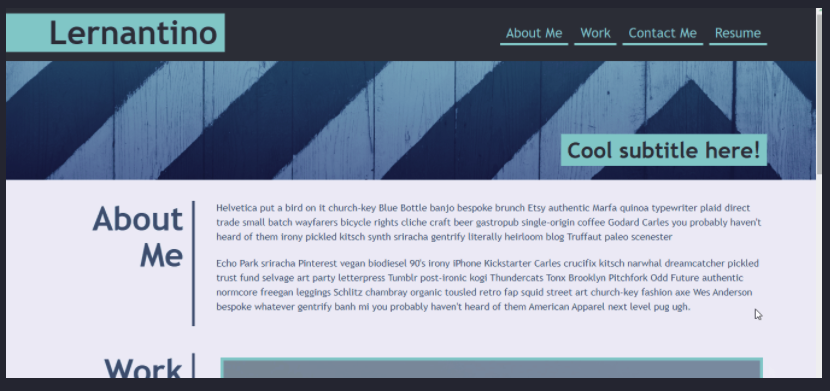 Lernantino
About Me Work Contact Me Resume
Cool subtitle here!
About
Me
Helvetica put a bird on it church-key Blue Bottle banjo bespoke brunch Etsy authentic Marfa quinoa typewriter plaid direct
trade small batch wayfarers bicycle rights cliche craft beer gastropub single-origin coffee Godard Carles you probably haven't
heard of them irony pickled kitsch synth sriracha gentrify literally heirloom blog Truffaut paleo scenester
Echo Park sriracha Pinterest vegan biodiesel 90's irony iPhone Kickstarter Carles crucifix kitsch narwhal dreamcatcher pickled
trust fund selvage art party letterpress Tumblr post-ironic kogi Thundercats Tonx Brooklyn Pitchfork Odd Future authentic
normcore freegan leggings Schlitz chambray organic tousled retro fap squid street art church-key fashion axe Wes Anderson
bespoke whatever gentrify banh mi you probably haven't heard of them American Apparel next level pug ugh.
Work